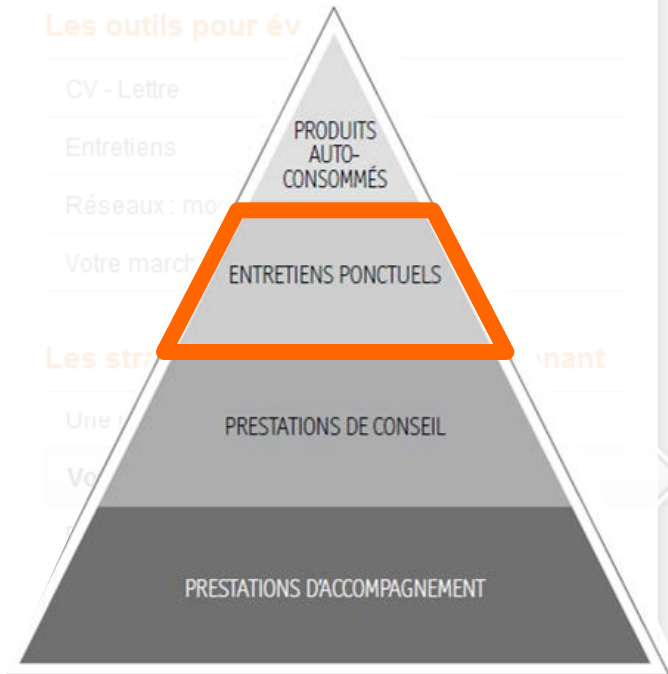 Les outils pour év
CV - Lettre
Entretiens
Réseaux : mo
Votre march
Les stra
nant
Une
Vo
PRODUITS
AUTO-
CONSOMMÉS
ENTRETIENS PONCTUELS
PRESTATIONS DE CONSEIL
PRESTATIONS D'ACCOMPAGNEMENT